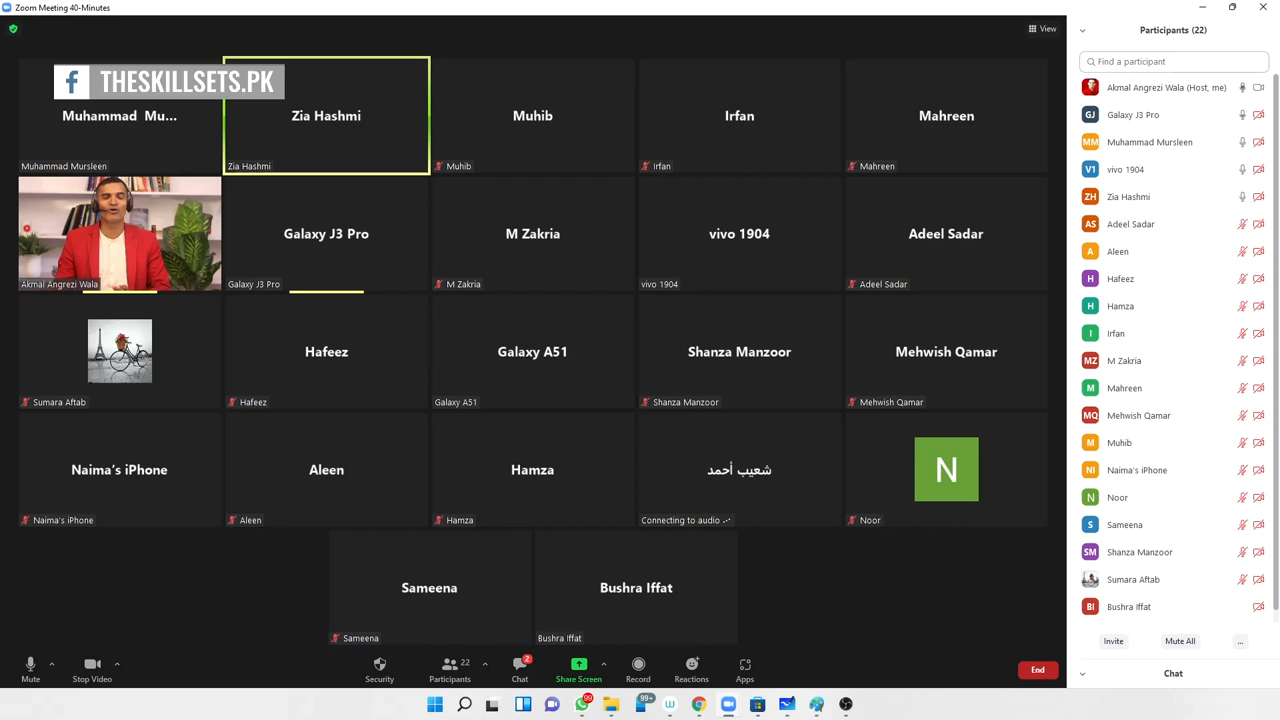 Zoom Meeting 40-Minutes
View
THESKILLSETS.PK
Muhammad Mu...
Muhammad Mursleen
Zia Hashmi
Zia Hashmi
Muhib
Muhib
Irfan
Irfan
Mahreen
Mahreen
Akmal Angrezi Wala
Galaxy J3 Pro
Galaxy J3 Pro
M Zakria
M Zakria
vivo 1904
vivo 1904
Adeel Sadar
Adeel Sadar
Sumara Aftab
Hafeez
Hafeez
Galaxy A51
Galaxy A51
Shanza Manzoor
Shanza Manzoor
Mehwish Qamar
Mehwish Qamar
Naima's iPhone
Naima's iPhone
Aleen
Aleen
Hamza
Hamza
شعيب أحمد
Connecting to audio
N
Noor
Sameena
Sameena
Bushra Iffat
Bushra Iffat
Mute
Stop Video
Security
22
Participants
2
Chat
Share Screen
Record
Reactions
Apps
End
Participants (22)
Find a participant
Akmal Angrezi Wala (Host, me)
GJ Galaxy J3 Pro
MM Muhammad Mursleen
V1 vivo 1904
ZH Zia Hashmi
AS Adeel Sadar
A Aleen
H Hafeez
H Hamza
I Irfan
MZ M Zakria
M Mahreen
MQ Mehwish Qamar
M Muhib
NI Naima's iPhone
N Noor
S Sameena
SM Shanza Manzoor
Sumara Aftab
BI Bushra Iffat
Invite
Mute All
...
Chat
99
99+